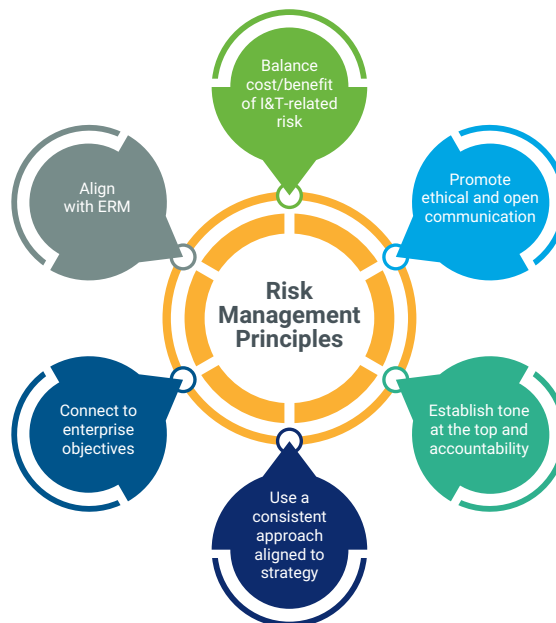 Balance
cost/benefit
of I&T-related
risk
Promote
ethical and open
communication
Establish tone
at the top and
accountability
Use a
consistent
approach
aligned to
strategy
Connect to
enterprise
objectives
Align
with ERM
Risk
Management
Principles